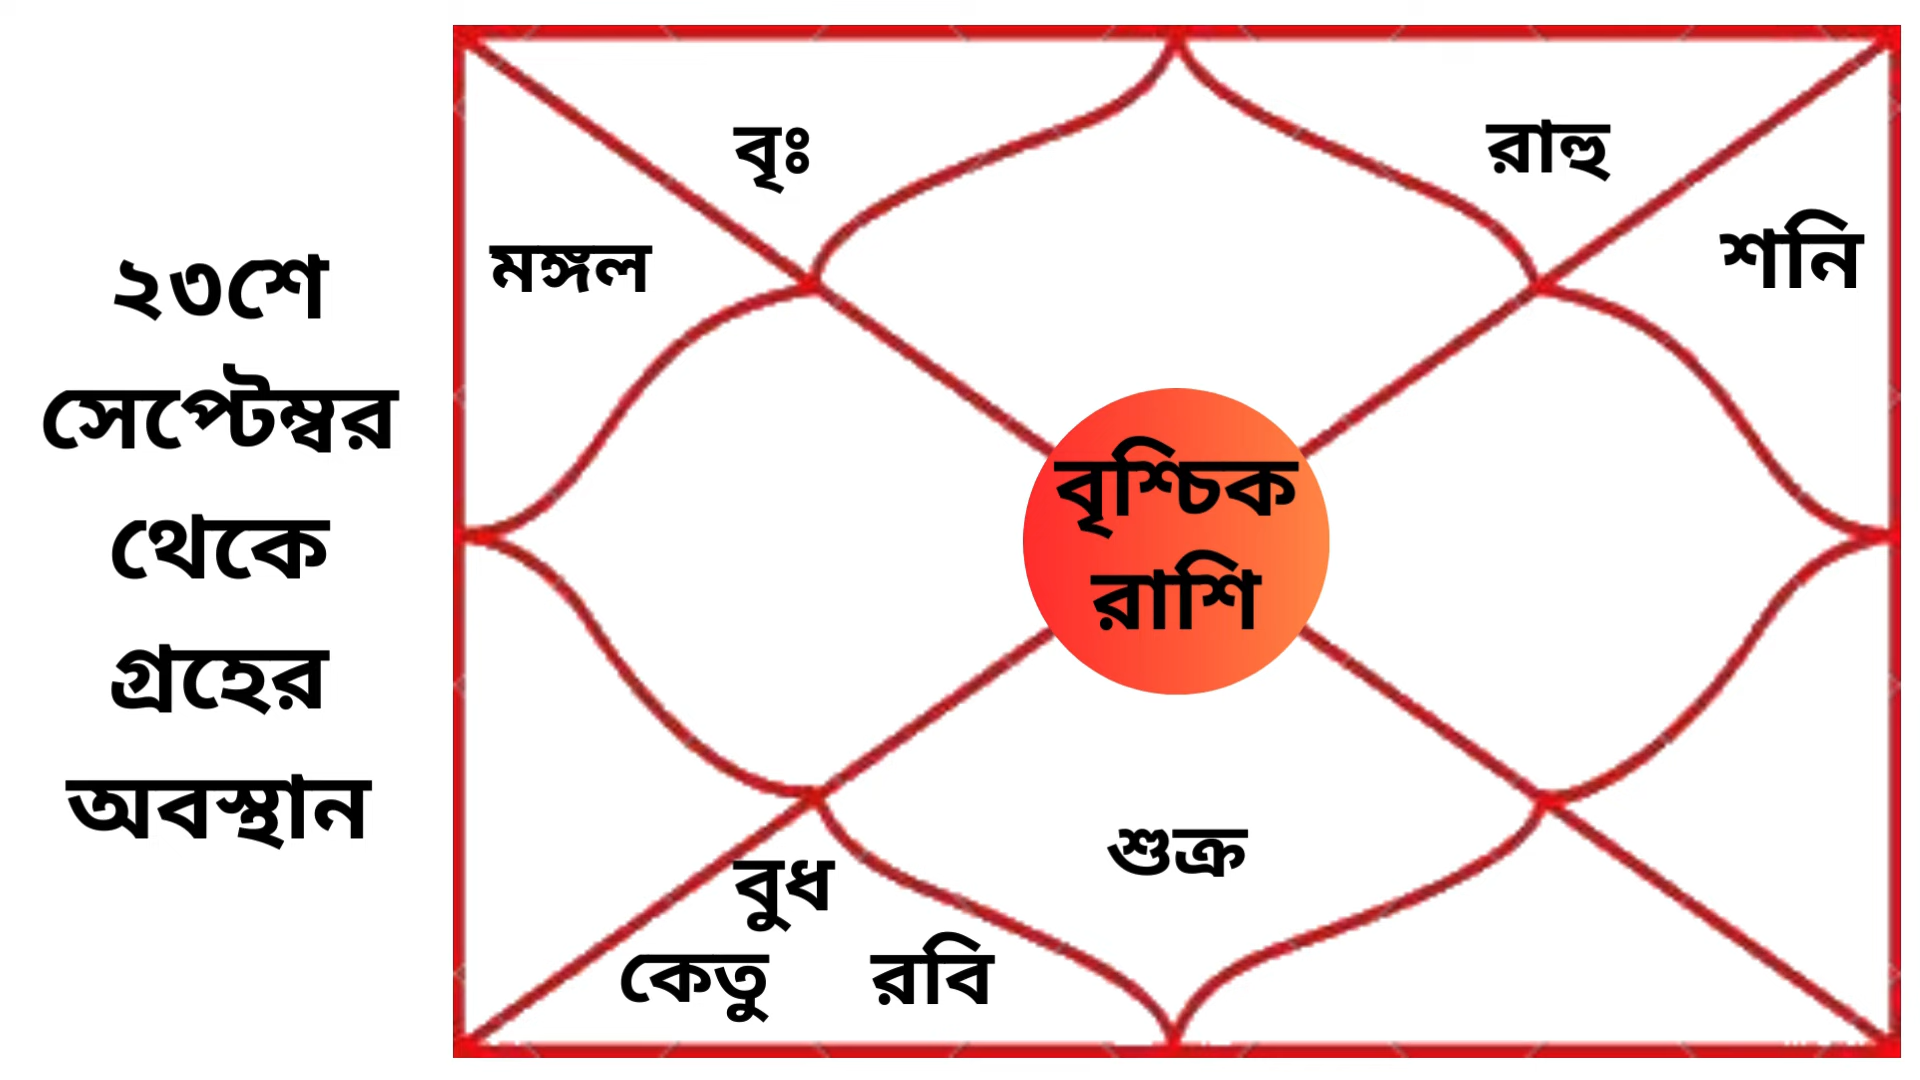 ২৩শে
সেপ্টেম্বর
থেকে
গ্রহের
অবস্থান
বৃঃ
রাহু
মঙ্গল
শনি
বৃশ্চিক
রাশি
শুক্র
বুধ
কেতু রবি